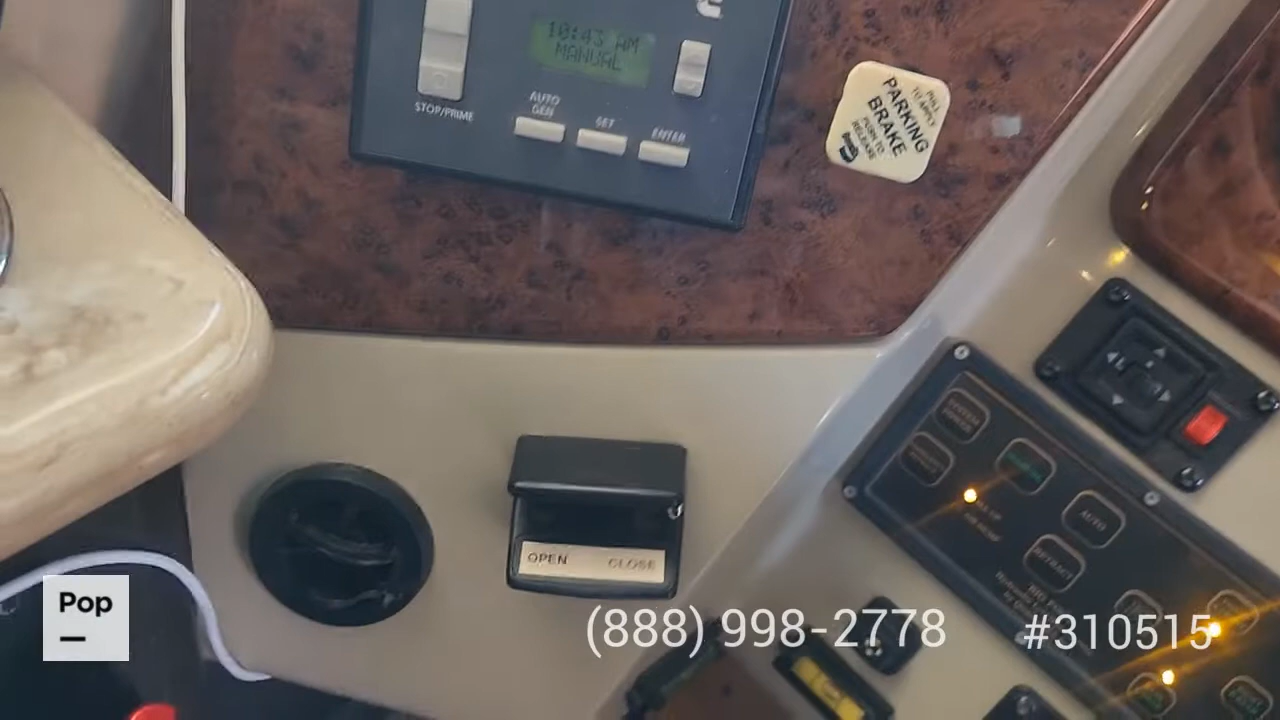 10:43 AM
MANUAL
STOP/PRIME
AUTO
GEN
SET
ENTER
PULL
TO APPLY
PARKING
BRAKE
PUSH TO
RELEASE
AUTO
RETRACT
OPEN CLOSE
Pop
(888) 998-2778 #310515